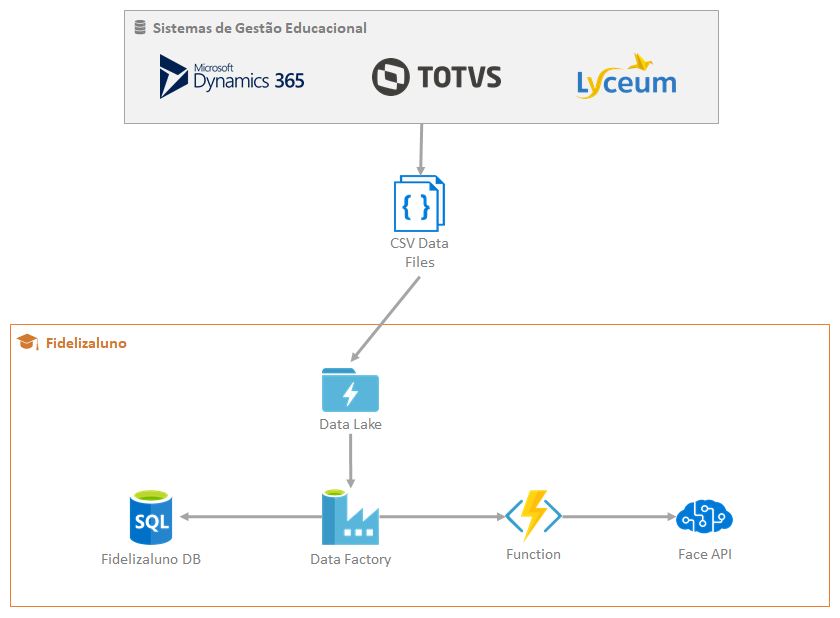 Sistemas de Gestão Educacional
Microsoft
Dynamics 365
TOTVS
Lyceum
{ }
CSV Data
Files
Fidelizaluno
Data Lake
SQL
Fidelizaluno DB
Data Factory
Function
Face API